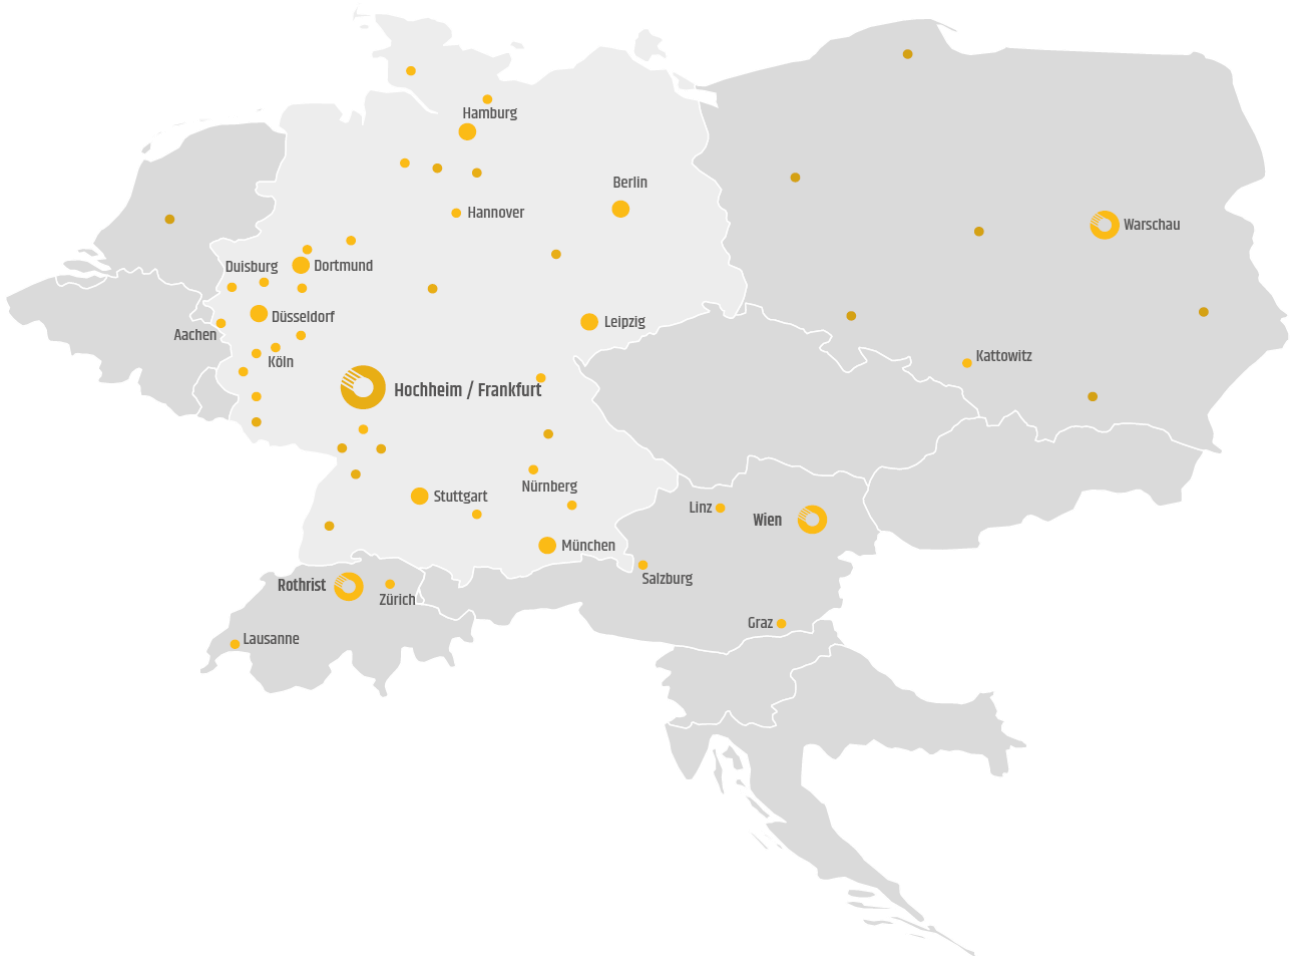 Hamburg
Berlin
Hannover
Warschau
Duisburg
Dortmund
Düsseldorf
Leipzig
Aachen
Köln
Kattowitz
Hochheim / Frankfurt
Nürnberg
Stuttgart
Linz
Wien
München
Salzburg
Rothrist
Zürich
Graz
Lausanne